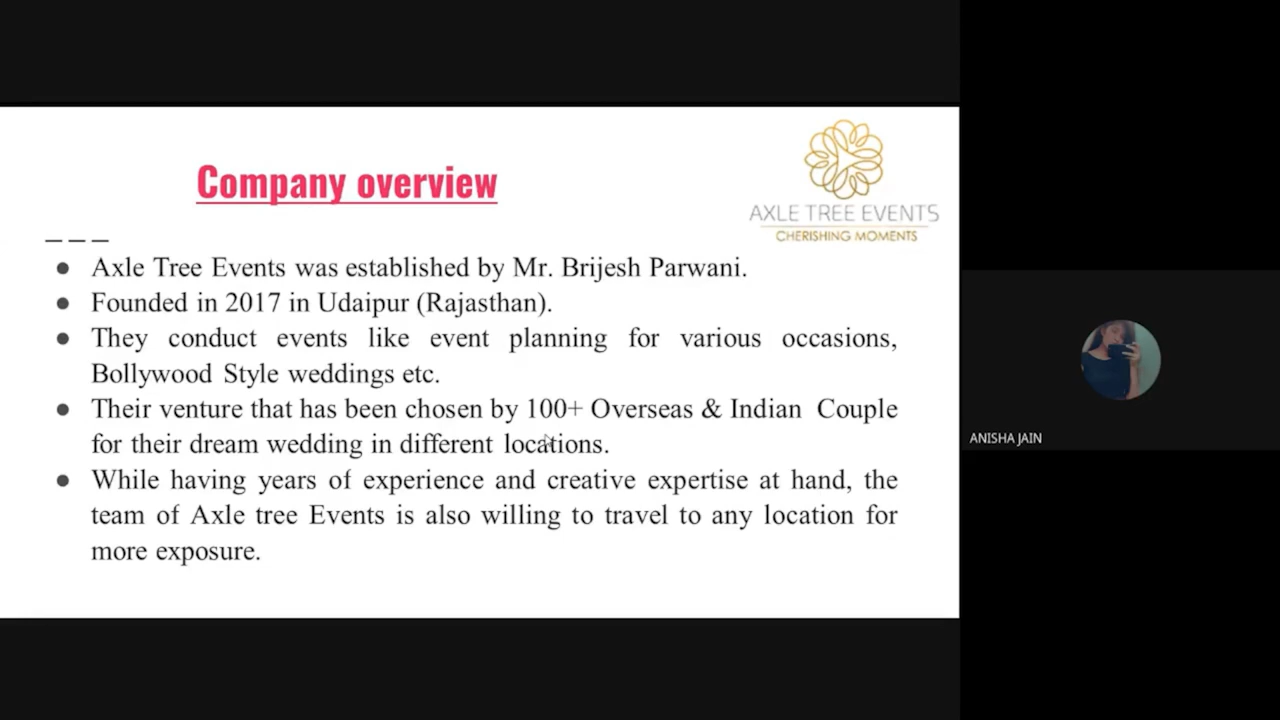 Company overview
AXLE TREE EVENTS
CHERISHING MOMENTS
● Axle Tree Events was established by Mr. Brijesh Parwani.
● Founded in 2017 in Udaipur (Rajasthan).
● They conduct events like event planning for various occasions,
Bollywood Style weddings etc.
● Their venture that has been chosen by 100+ Overseas & Indian Couple
for their dream wedding in different locations.
● While having years of experience and creative expertise at hand, the
team of Axle tree Events is also willing to travel to any location for
more exposure.
ANISHA JAIN